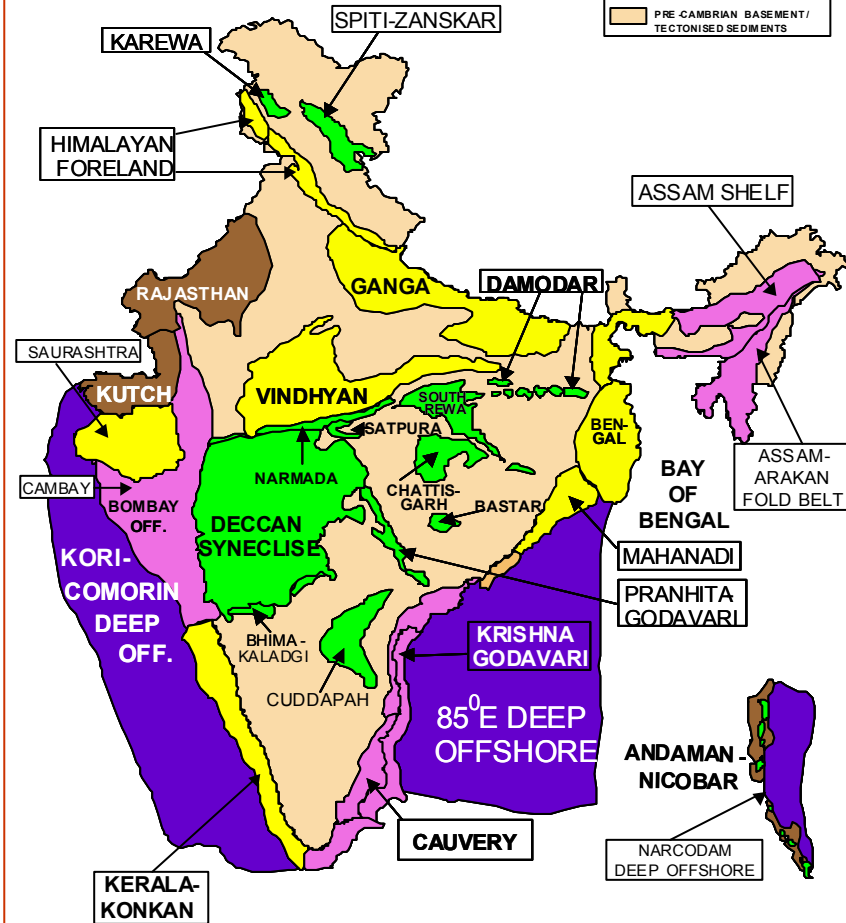 PRE-CAMBRIAN BASEMENT/
TECTONISED SEDIMENTS
SPITI-ZANSKAR
KAREWA
HIMALAYAN
FORELAND
ASSAM SHELF
RAJASTHAN
GANGA
DAMODAR
SAURASHTRA
KUTCH
VINDHYAN
SOUTH
REWA
SATPURA
BEN-
GAL
NARMADA
CAMBAY
CHATTIS-
GARH
BASTAR
BOMBAY
OFF.
DECCAN
SYNECLISE
BAY
OF
BENGAL
ASSAM-
ARAKAN
FOLD BELT
MAHANADI
KORI-
COMORIN
DEEP
OFF.
PRANHITA-
GODAVARI
BHIMA-
KALADGI
KRISHNA
GODAVARI
CUDDAPAH
85⁰E DEEP
OFFSHORE
ANDAMAN-
NICOBAR
CAUVERY
NARCODAM
DEEP OFFSHORE
KERALA-
KONKAN